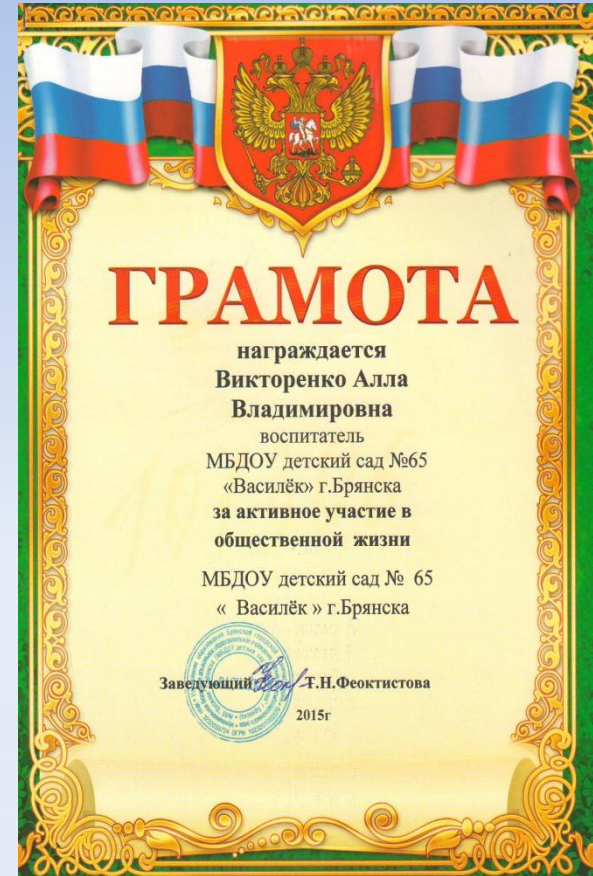 ГРАМОТА
награждается
Викторенко Алла
Владимировна
воспитатель
МБДОУ детский сад №65
«Василёк» г.Брянска
за активное участие в
общественной жизни
МБДОУ детский сад № 65
« Василёк » г.Брянска
Заведующий Т.Н.Феоктистова
2015г